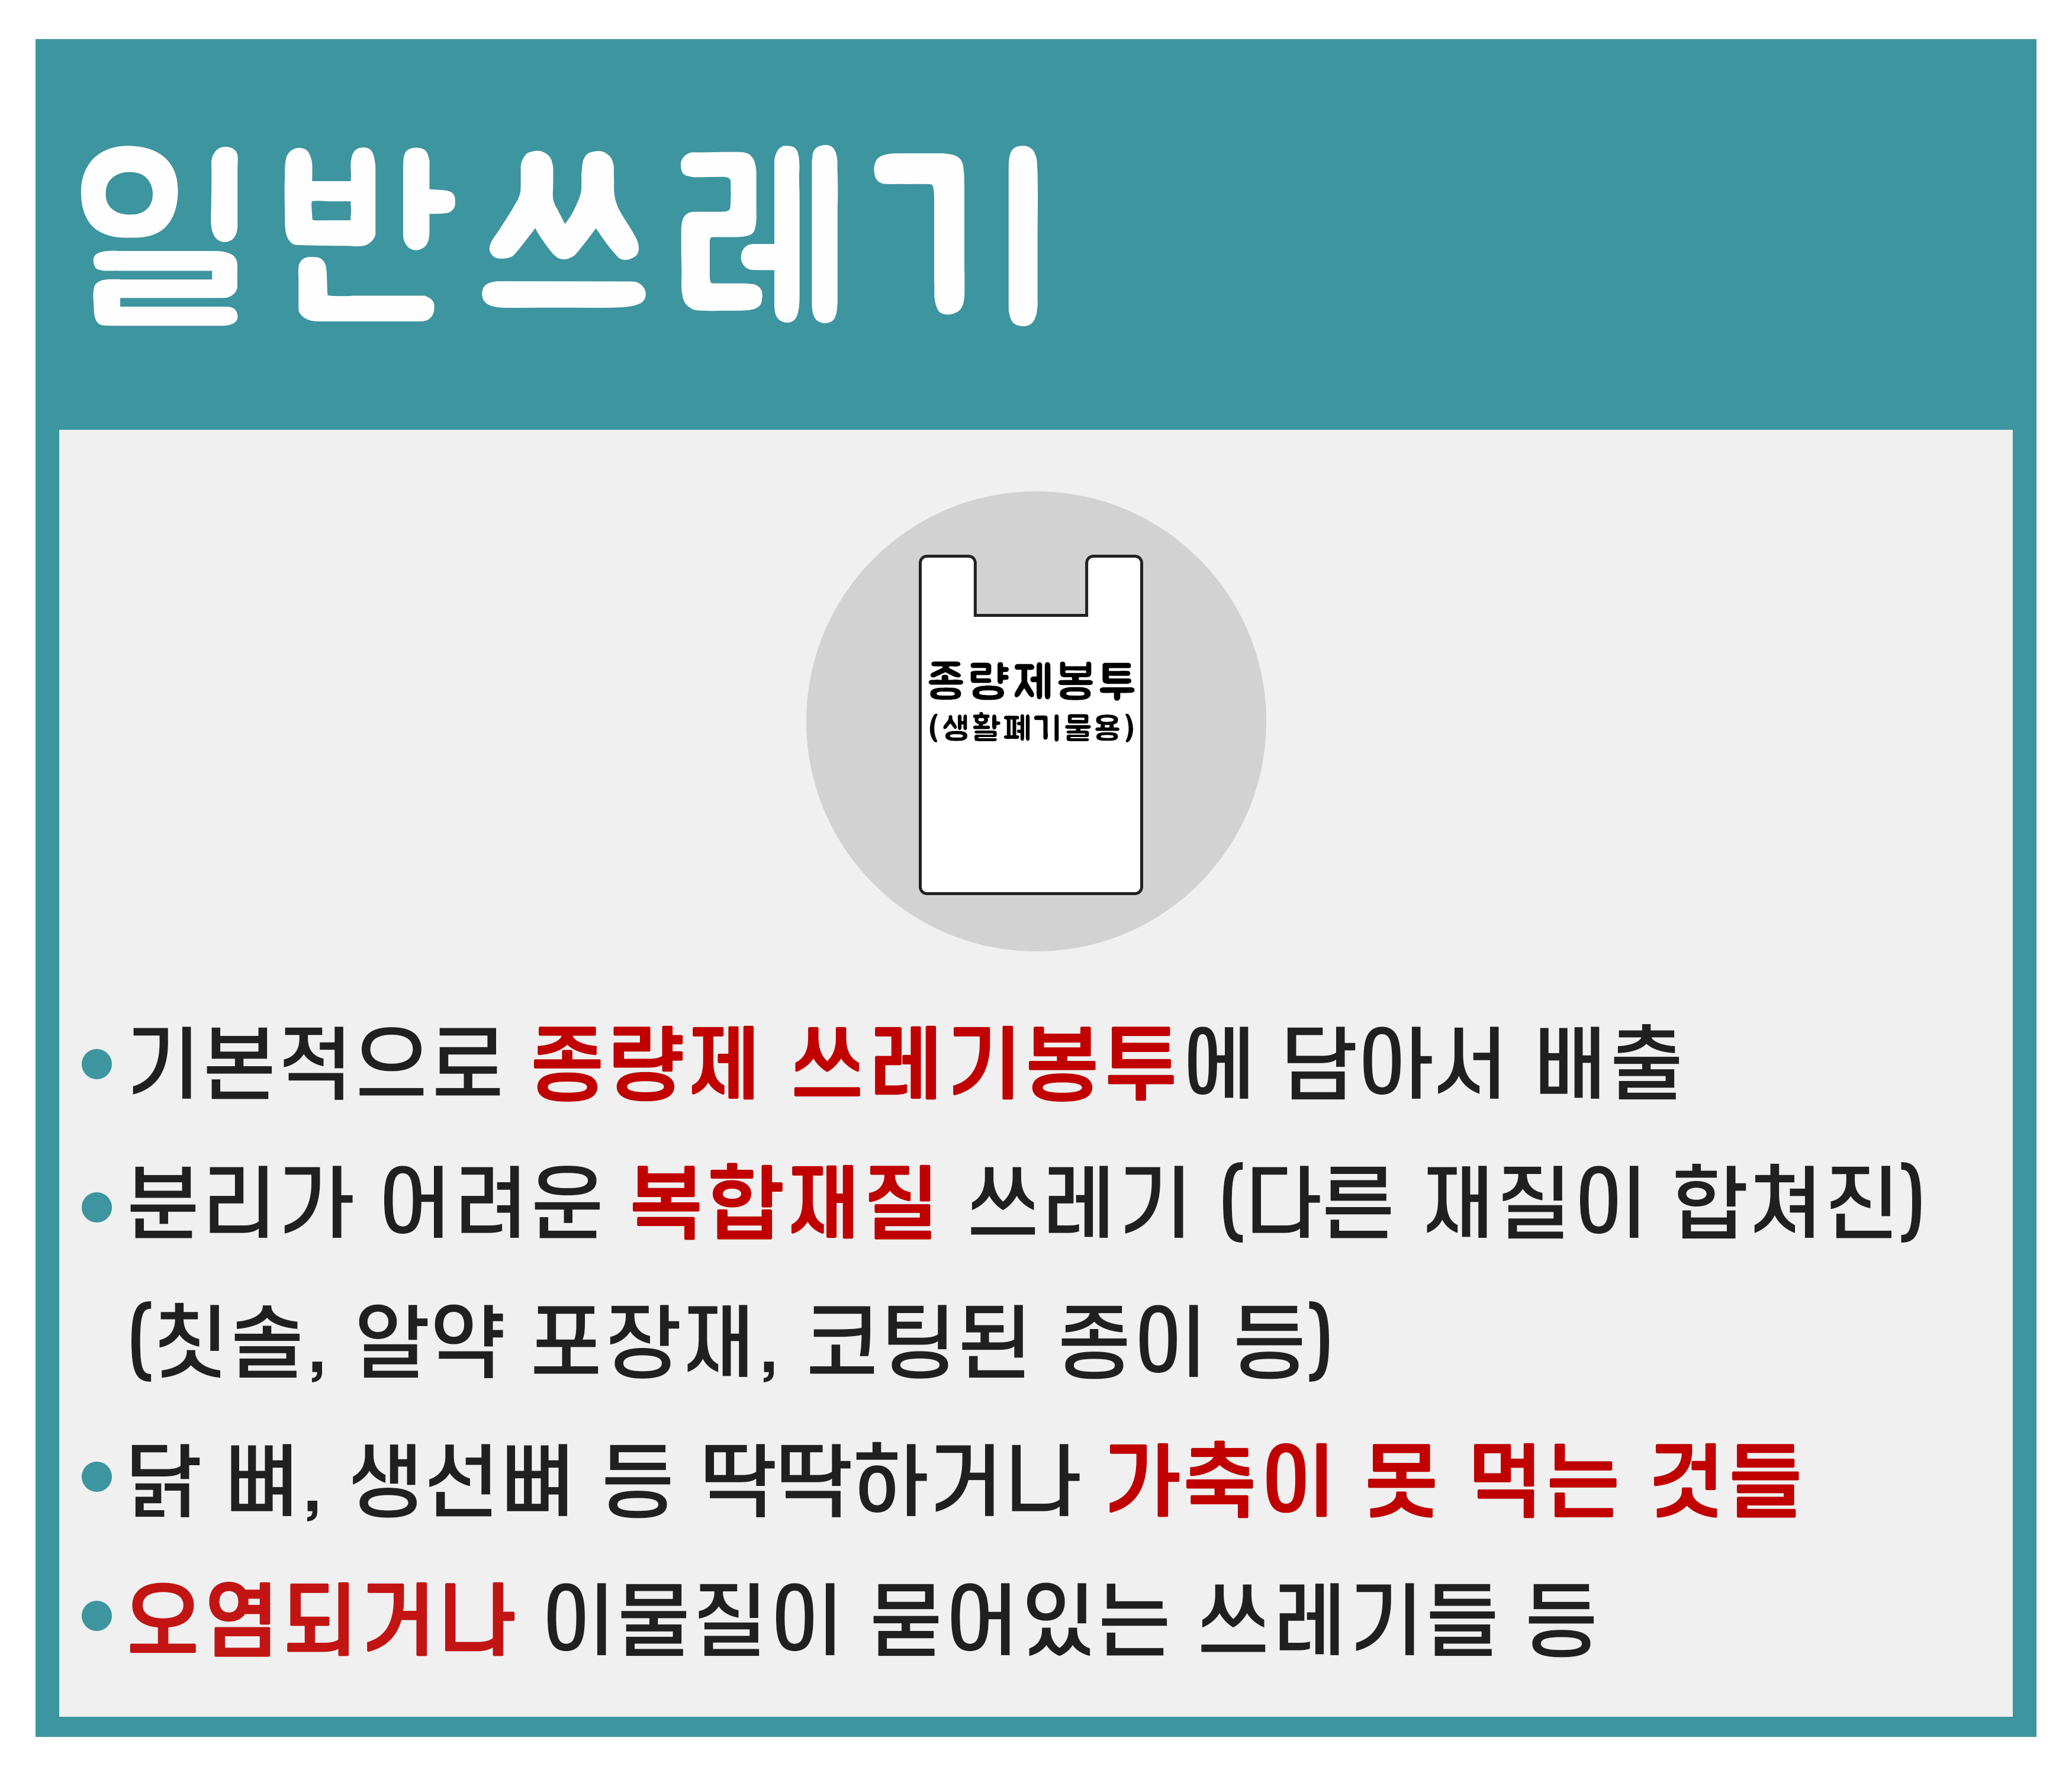 일반쓰레기
종량제봉투
(생활폐기물용)
• 기본적으로 종량제 쓰레기봉투에 담아서 배출
• 분리가 어려운 복합재질 쓰레기 (다른 재질이 합쳐진)
(칫솔, 알약 포장재, 코팅된 종이 등)
• 닭 뼈, 생선뼈 등 딱딱하거나 가축이 못 먹는 것들
• 오염되거나 이물질이 묻어있는 쓰레기들 등